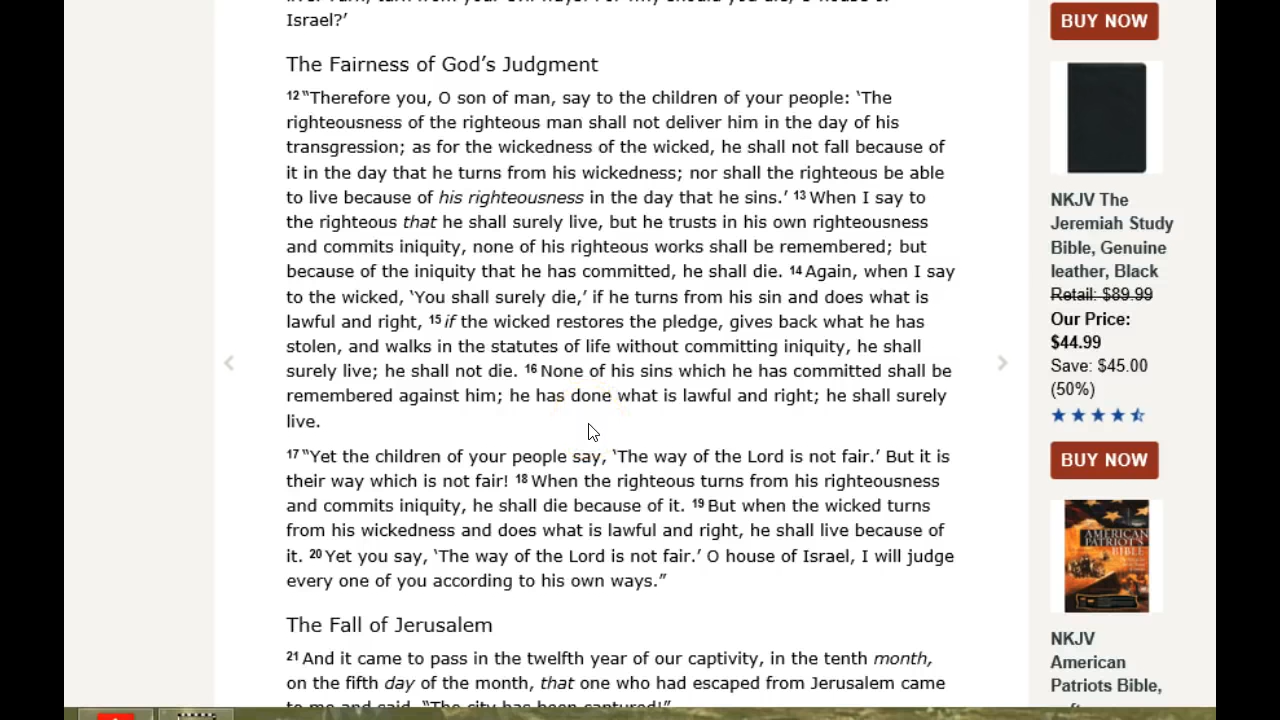 Israel?’
The Fairness of God’s Judgment
12 “Therefore you, O son of man, say to the children of your people: ‘The
righteousness of the righteous man shall not deliver him in the day of his
transgression; as for the wickedness of the wicked, he shall not fall because of
it in the day that he turns from his wickedness; nor shall the righteous be able
to live because of his righteousness in the day that he sins.’ 13 When I say to
the righteous that he shall surely live, but he trusts in his own righteousness
and commits iniquity, none of his righteous works shall be remembered; but
because of the iniquity that he has committed, he shall die. 14 Again, when I say
to the wicked, ‘You shall surely die,’ if he turns from his sin and does what is
lawful and right, 15 if the wicked restores the pledge, gives back what he has
stolen, and walks in the statutes of life without committing iniquity, he shall
surely live; he shall not die. 16 None of his sins which he has committed shall be
remembered against him; he has done what is lawful and right; he shall surely
live.
17 “Yet the children of your people say, ‘The way of the Lord is not fair.’ But it is
their way which is not fair! 18 When the righteous turns from his righteousness
and commits iniquity, he shall die because of it. 19 But when the wicked turns
from his wickedness and does what is lawful and right, he shall live because of
it. 20 Yet you say, ‘The way of the Lord is not fair.’ O house of Israel, I will judge
every one of you according to his own ways.”
The Fall of Jerusalem
21 And it came to pass in the twelfth year of our captivity, in the tenth month,
on the fifth day of the month, that one who had escaped from Jerusalem came
to me and said, “The city has been captured!”
BUY NOW
NKJV The
Jeremiah Study
Bible, Genuine
leather, Black
Retail: $89.99
Our Price:
$44.99
Save: $45.00
(50%)
BUY NOW
AMERICAN
PATRIOT'S
BIBLE
NKJV
American
Patriots Bible,